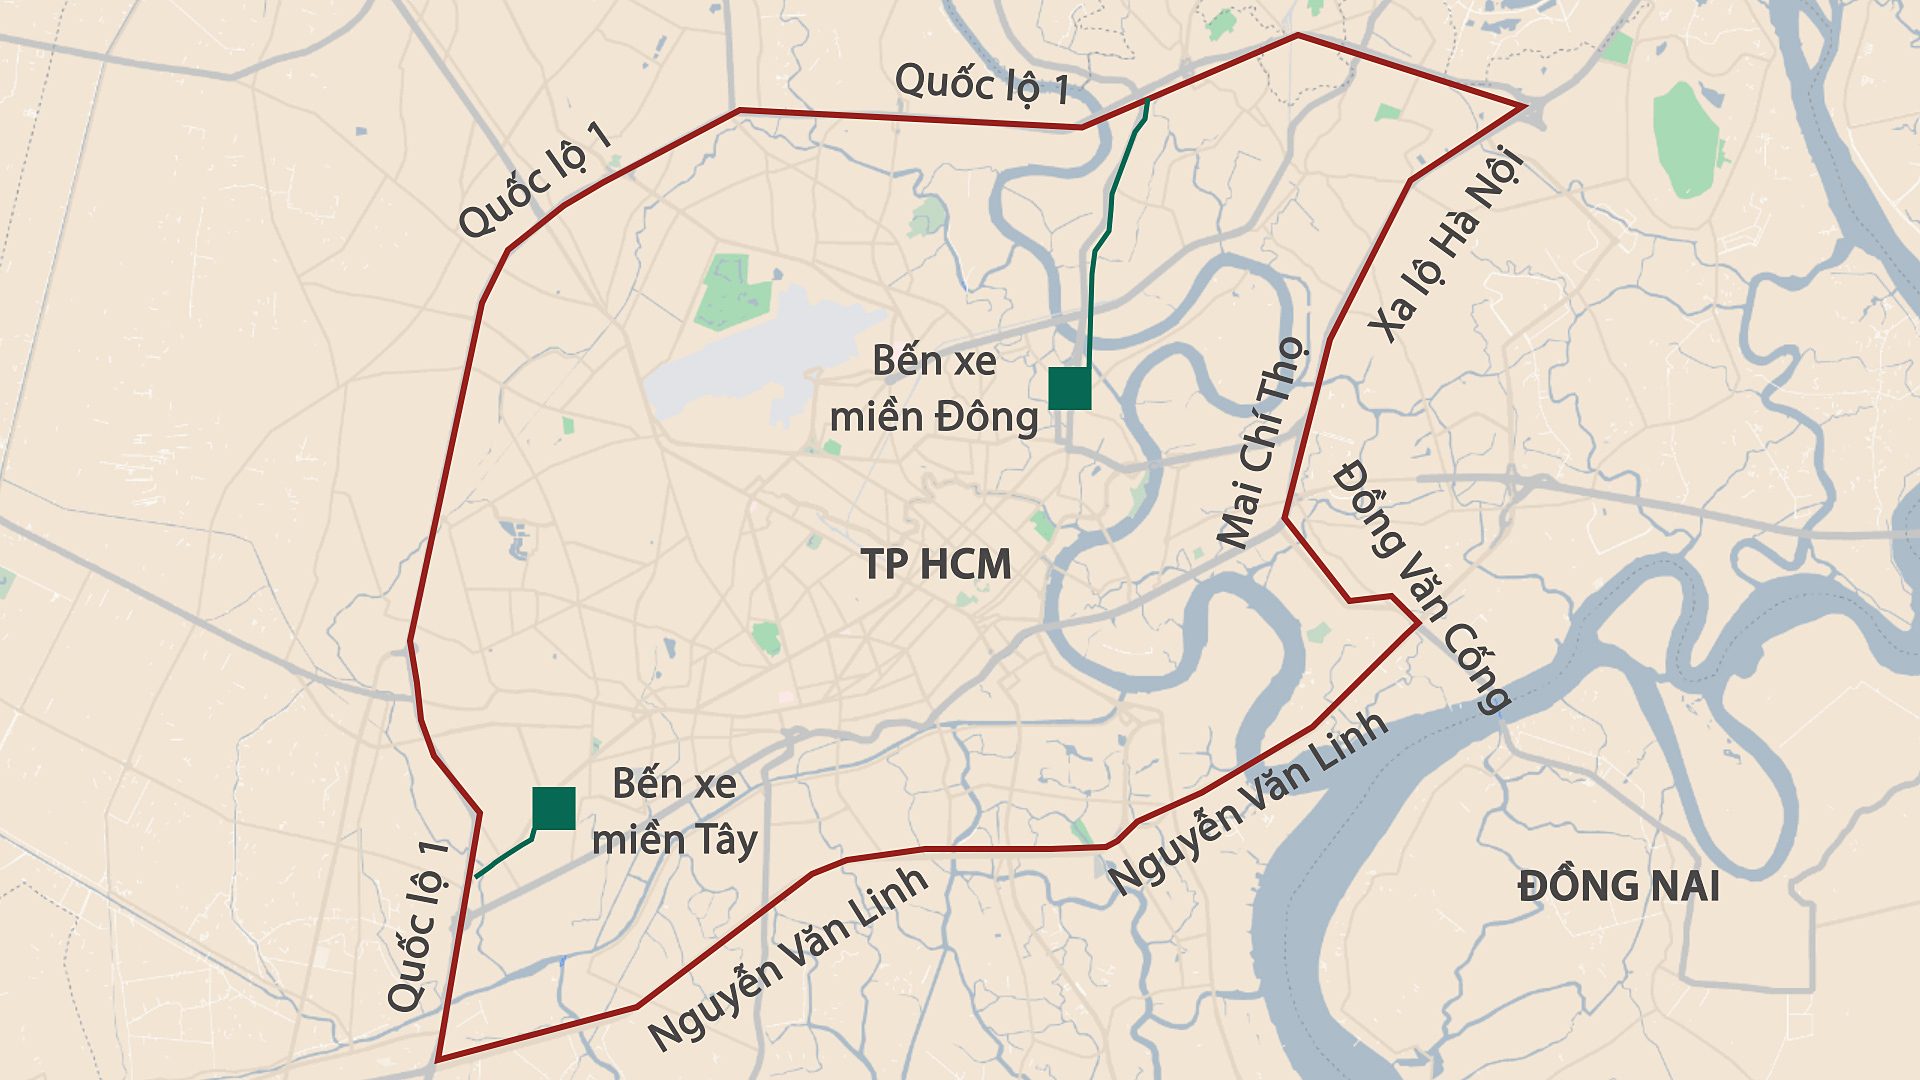 Quốc lộ 1
Quốc lộ 1
Xa lộ Hà Nội
Bến xe
miền Đông
Mai Chí Thọ
Đồng Văn Cống
TP HCM
Bến xe
miền Tây
Nguyễn Văn Linh
Quốc lộ 1
Nguyễn Văn Linh
ĐỒNG NAI